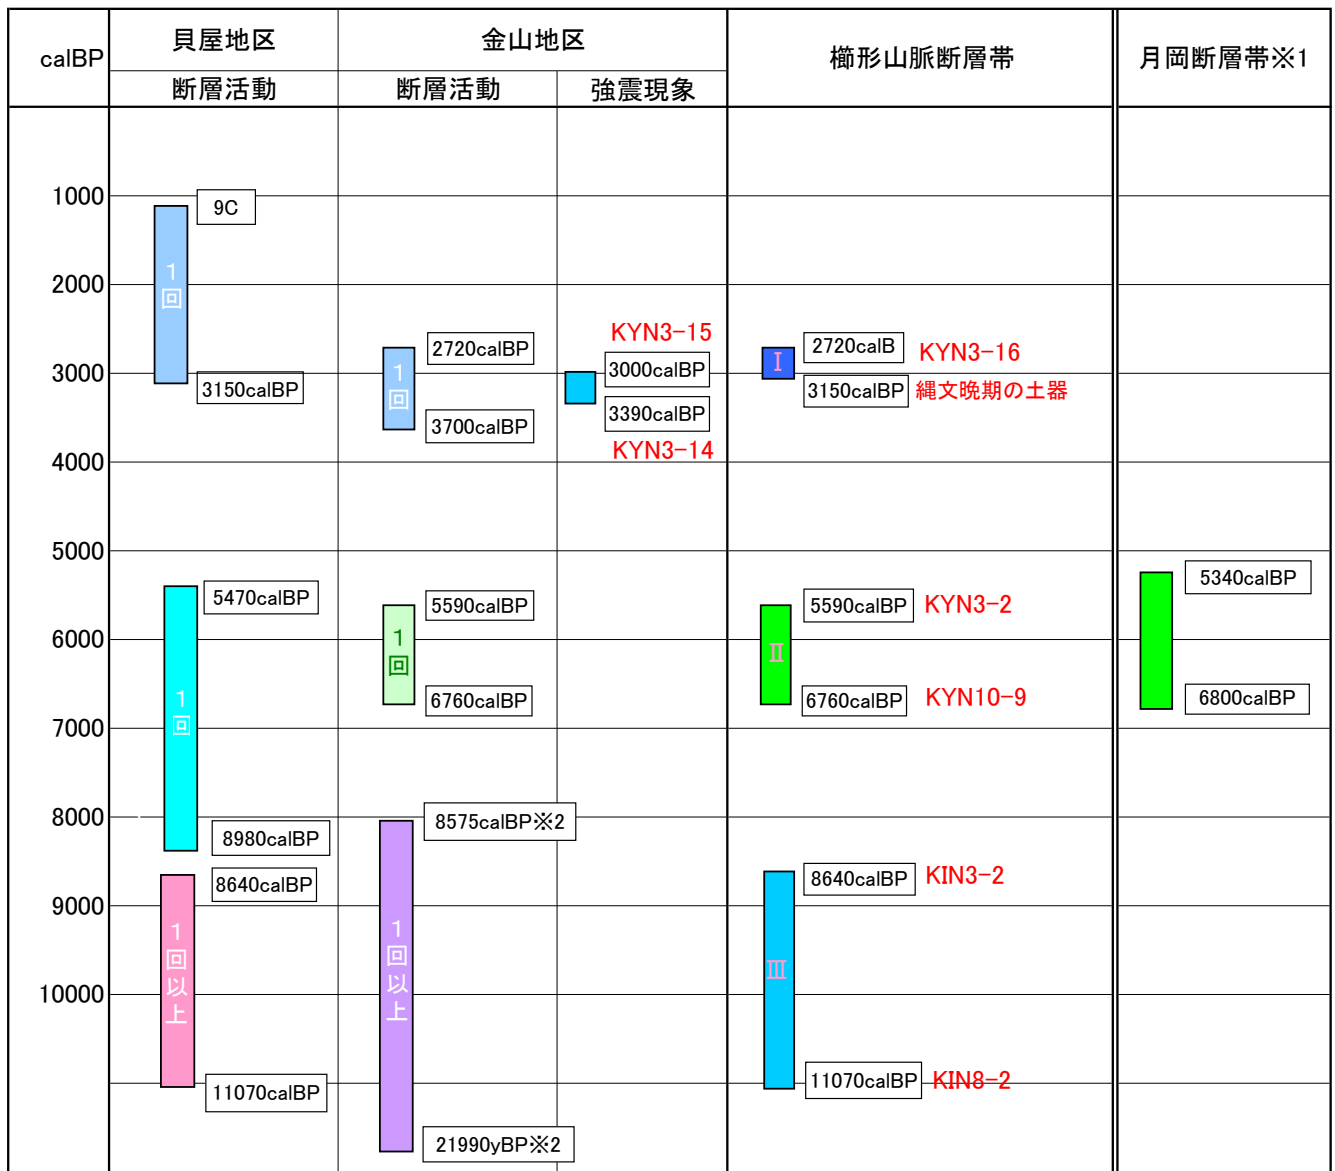 calBP
貝屋地区
金山地区
櫛形山脈断層帯
月岡断層帯※1
断層活動
断層活動
強震現象
1000
2000
3000
4000
5000
6000
7000
8000
9000
10000
9C
1回
3150calBP
5470calBP
1回
8980calBP
8640calBP
1回以上
11070calBP
2720calBP
1回
3700calBP
5590calBP
1回
6760calBP
8575calBP※2
1回以上
21990yBP※2
KYN3-15
3000calBP
3390calBP
KYN3-14
2720calB
KYN3-16
Ⅰ
3150calBP
縄文晩期の土器
5590calBP
KYN3-2
Ⅱ
6760calBP
KYN10-9
8640calBP
KIN3-2
Ⅲ
11070calBP
KIN8-2
5340calBP
6800calBP